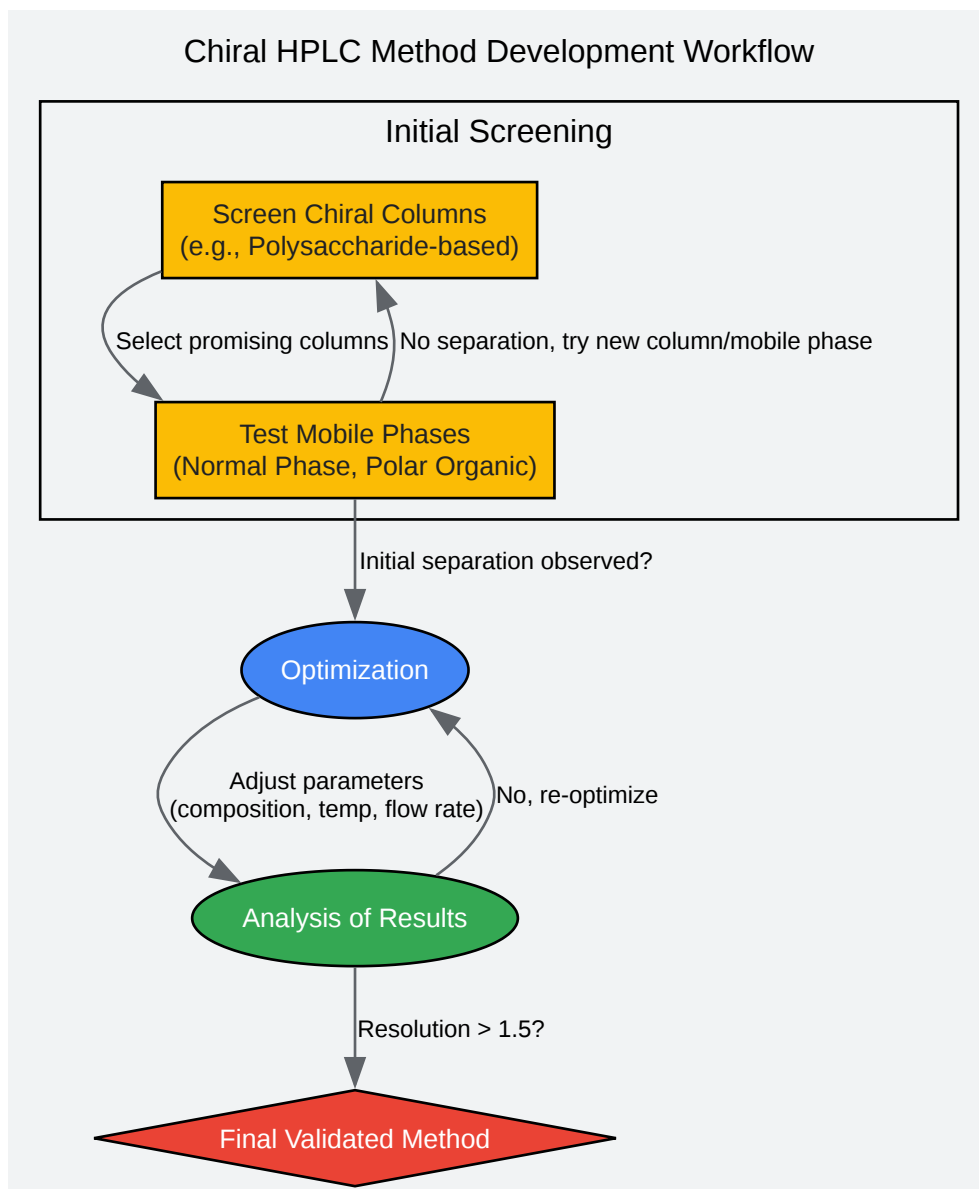 Chiral HPLC Method Development Workflow
Initial Screening
Screen Chiral Columns
(e.g., Polysaccharide-based)
Select promising columns
No separation, try new column/mobile phase
Test Mobile Phases
(Normal Phase, Polar Organic)
Initial separation observed?
Optimization
Adjust parameters
(composition, temp, flow rate)
No, re-optimize
Analysis of Results
Resolution > 1.5?
Final Validated Method